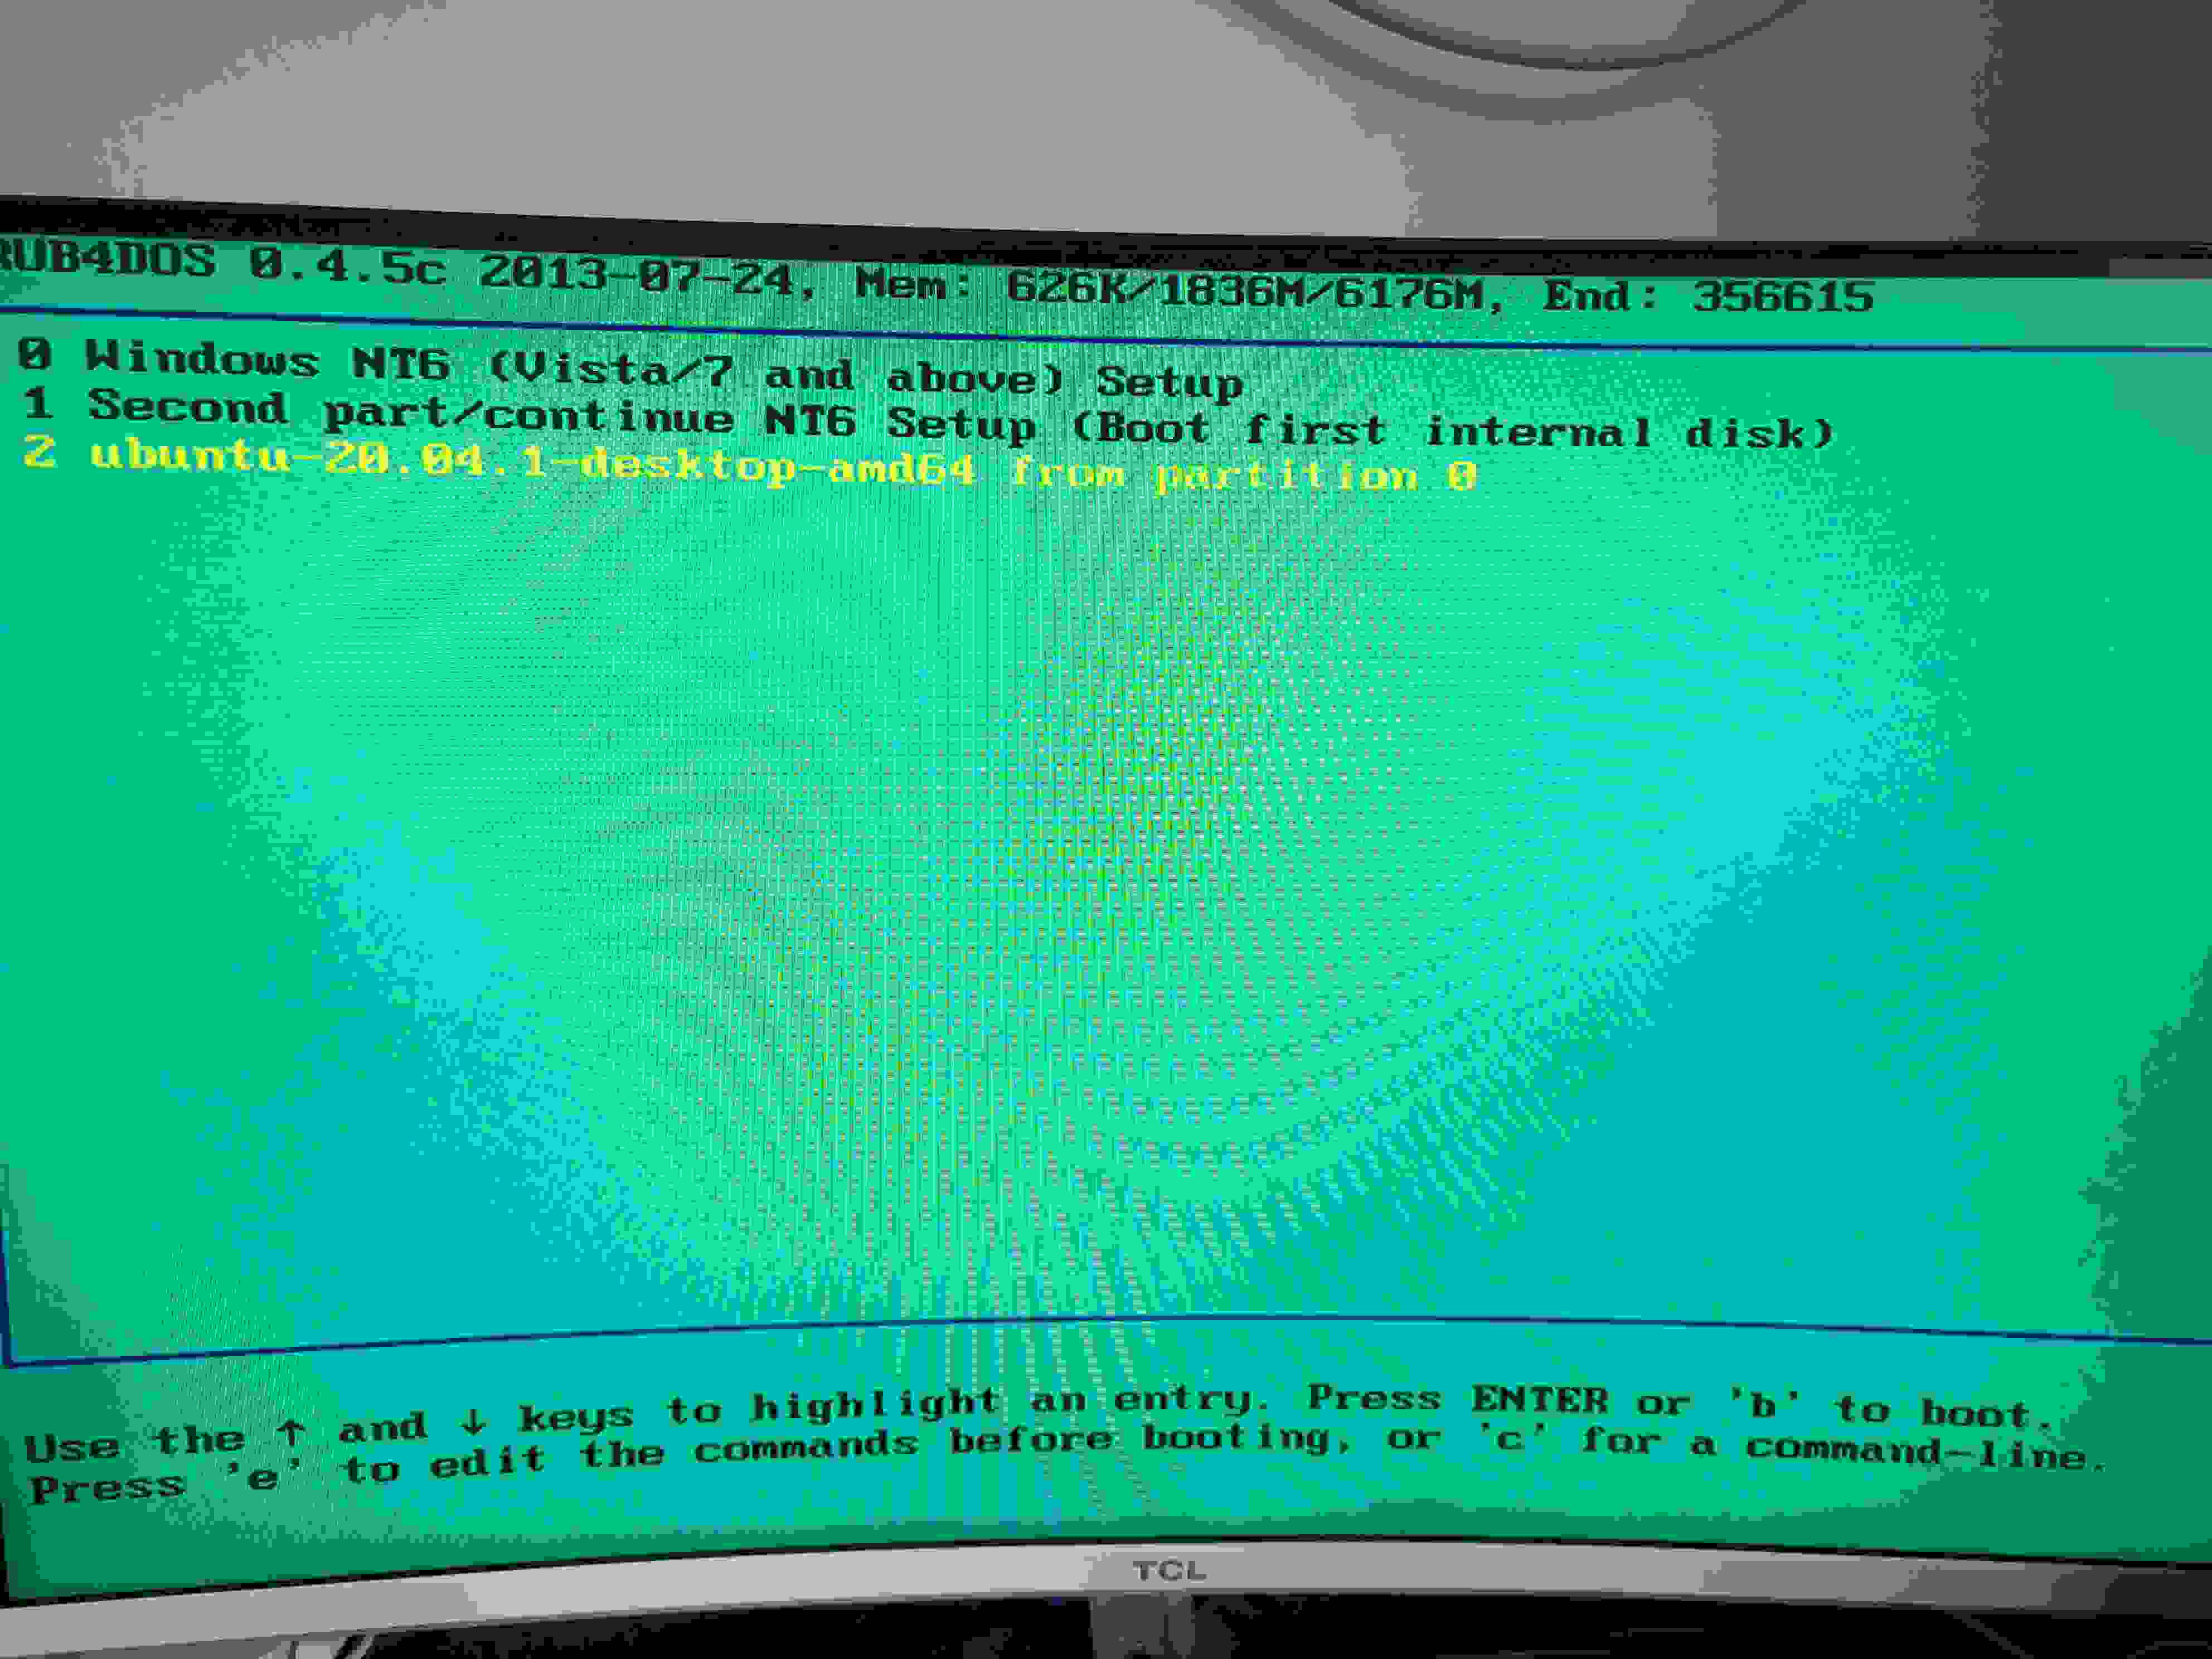 RUB4DOS 0.4.5c 2013-07-24, Mem: 626K/1836M/6176M, End: 356615
0 Windows NT6 (Vista/7 and above) Setup
1 Second part/continue NT6 Setup (Boot first internal disk)
2 ubuntu-20.04.1-desktop-amd64 from partition 0
Use the ↑ and ↓ keys to highlight an entry. Press ENTER or 'b' to boot.
Press 'e' to edit the commands before booting, or 'c' for a command-line.
TCL